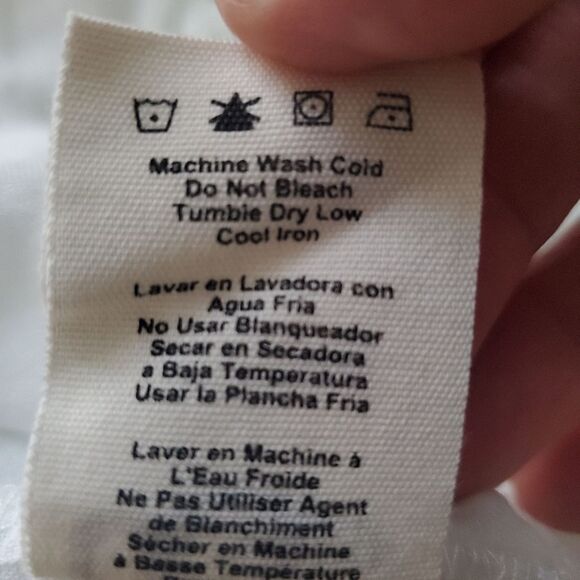 Machine Wash Cold
Do Not Bleach
Tumble Dry Low
Cool Iron
Lavar en Lavadora con
Agua Fria
No Usar Blanqueador
Secar en Secadora
a Baja Temperatura
Usar la Plancha Fria
Laver en Machine à
L'Eau Froide
Ne Pas Utiliser Agent
de Blanchiment
Sécher en Machine
à Basse Température